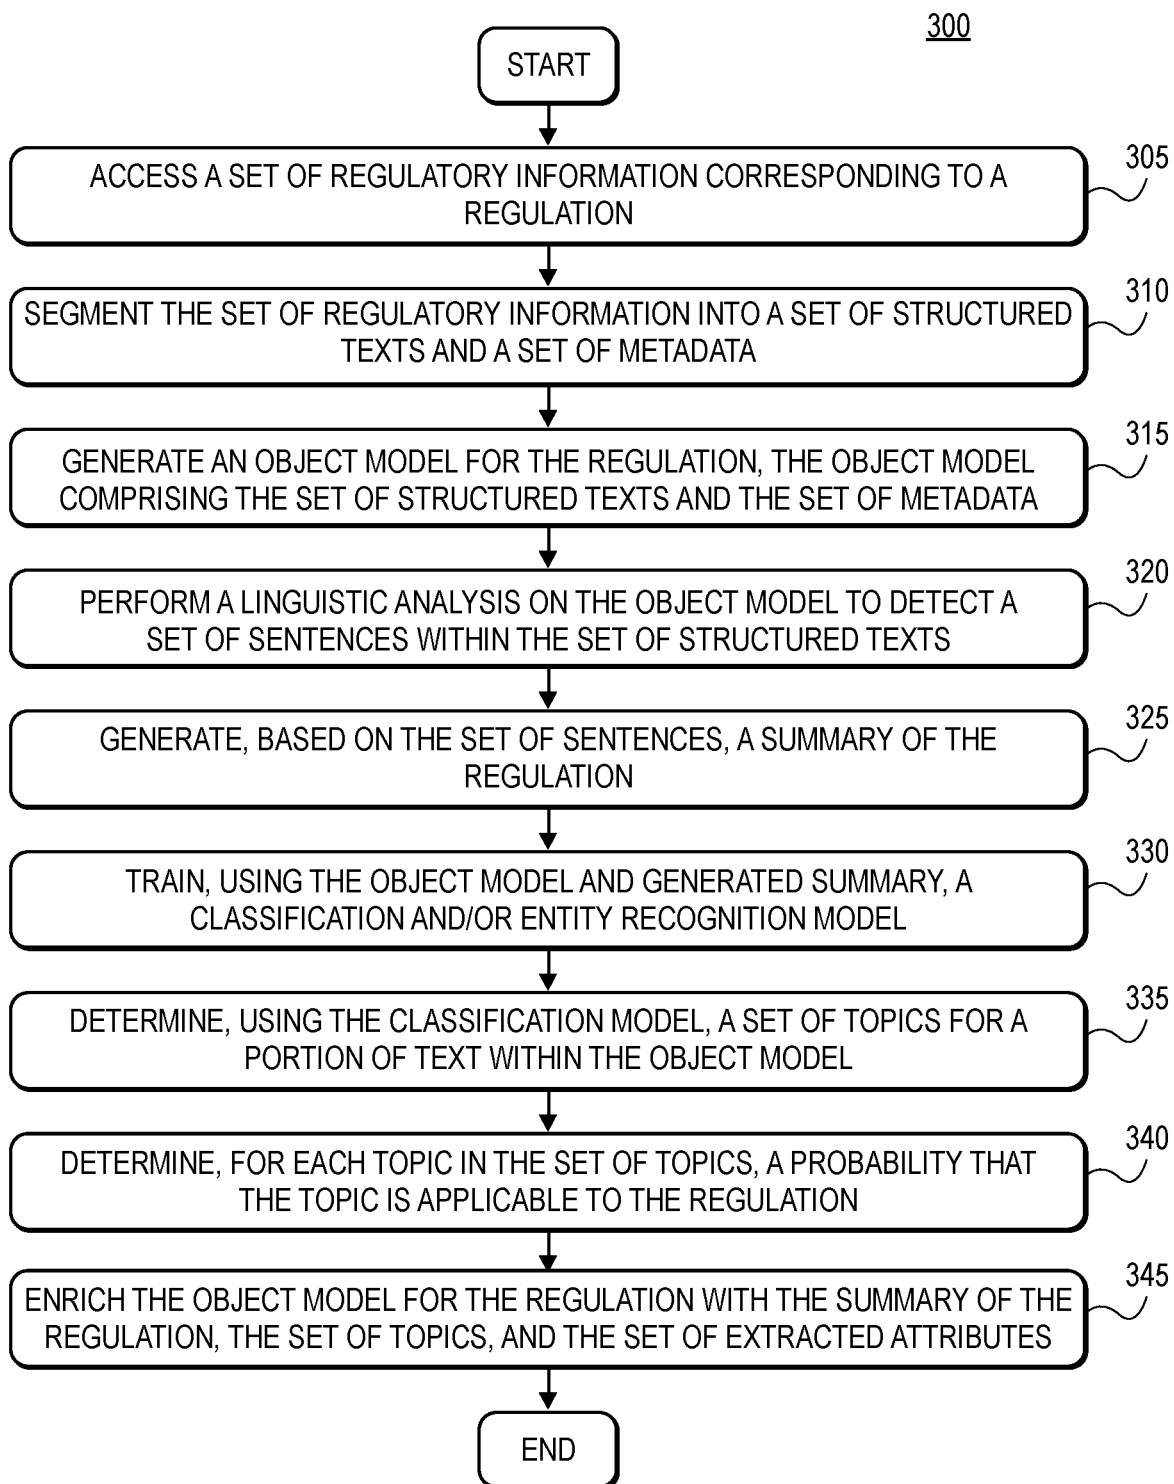 300
START
ACCESS A SET OF REGULATORY INFORMATION CORRESPONDING TO A
REGULATION
305
SEGMENT THE SET OF REGULATORY INFORMATION INTO A SET OF STRUCTURED
TEXTS AND A SET OF METADATA
310
GENERATE AN OBJECT MODEL FOR THE REGULATION, THE OBJECT MODEL
COMPRISING THE SET OF STRUCTURED TEXTS AND THE SET OF METADATA
315
PERFORM A LINGUISTIC ANALYSIS ON THE OBJECT MODEL TO DETECT A
SET OF SENTENCES WITHIN THE SET OF STRUCTURED TEXTS
320
GENERATE, BASED ON THE SET OF SENTENCES, A SUMMARY OF THE
REGULATION
325
TRAIN, USING THE OBJECT MODEL AND GENERATED SUMMARY, A
CLASSIFICATION AND/OR ENTITY RECOGNITION MODEL
330
DETERMINE, USING THE CLASSIFICATION MODEL, A SET OF TOPICS FOR A
PORTION OF TEXT WITHIN THE OBJECT MODEL
335
DETERMINE, FOR EACH TOPIC IN THE SET OF TOPICS, A PROBABILITY THAT
THE TOPIC IS APPLICABLE TO THE REGULATION
340
ENRICH THE OBJECT MODEL FOR THE REGULATION WITH THE SUMMARY OF THE
REGULATION, THE SET OF TOPICS, AND THE SET OF EXTRACTED ATTRIBUTES
345
END